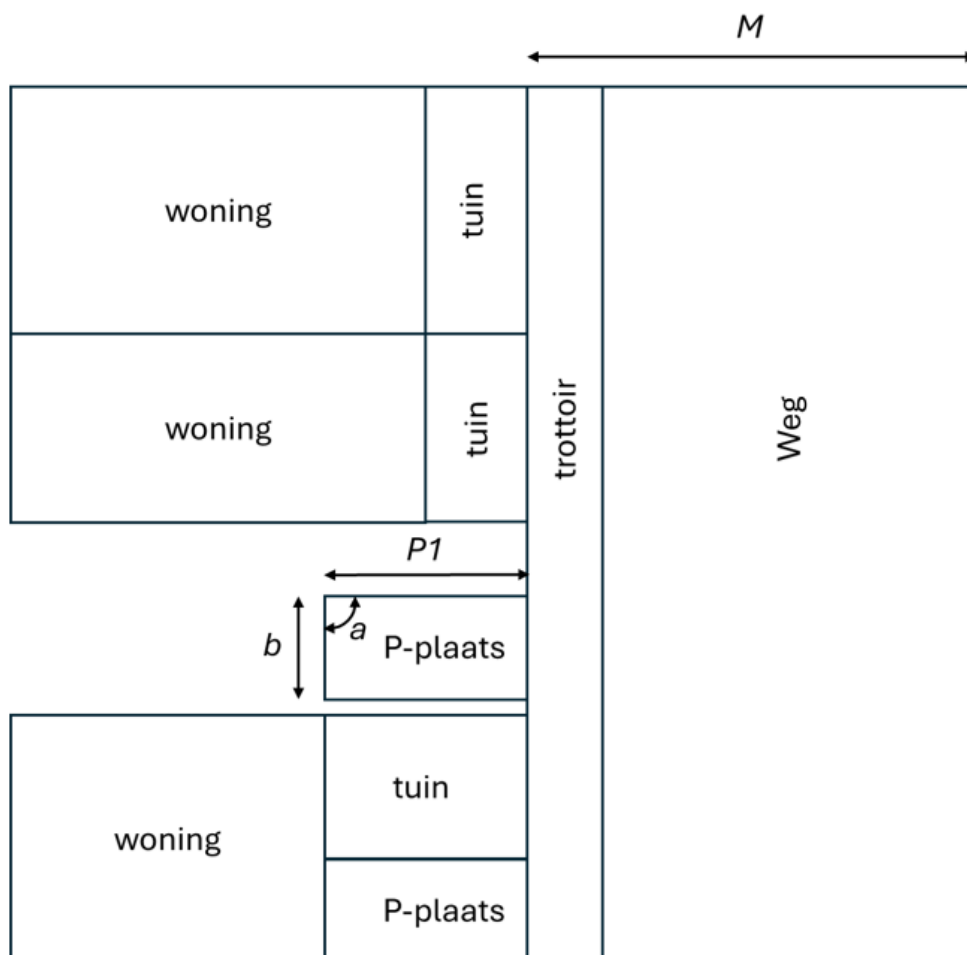 M
woning
tuin
woning
tuin
trottoir
Weg
P1
b
a
P-plaats
tuin
woning
P-plaats